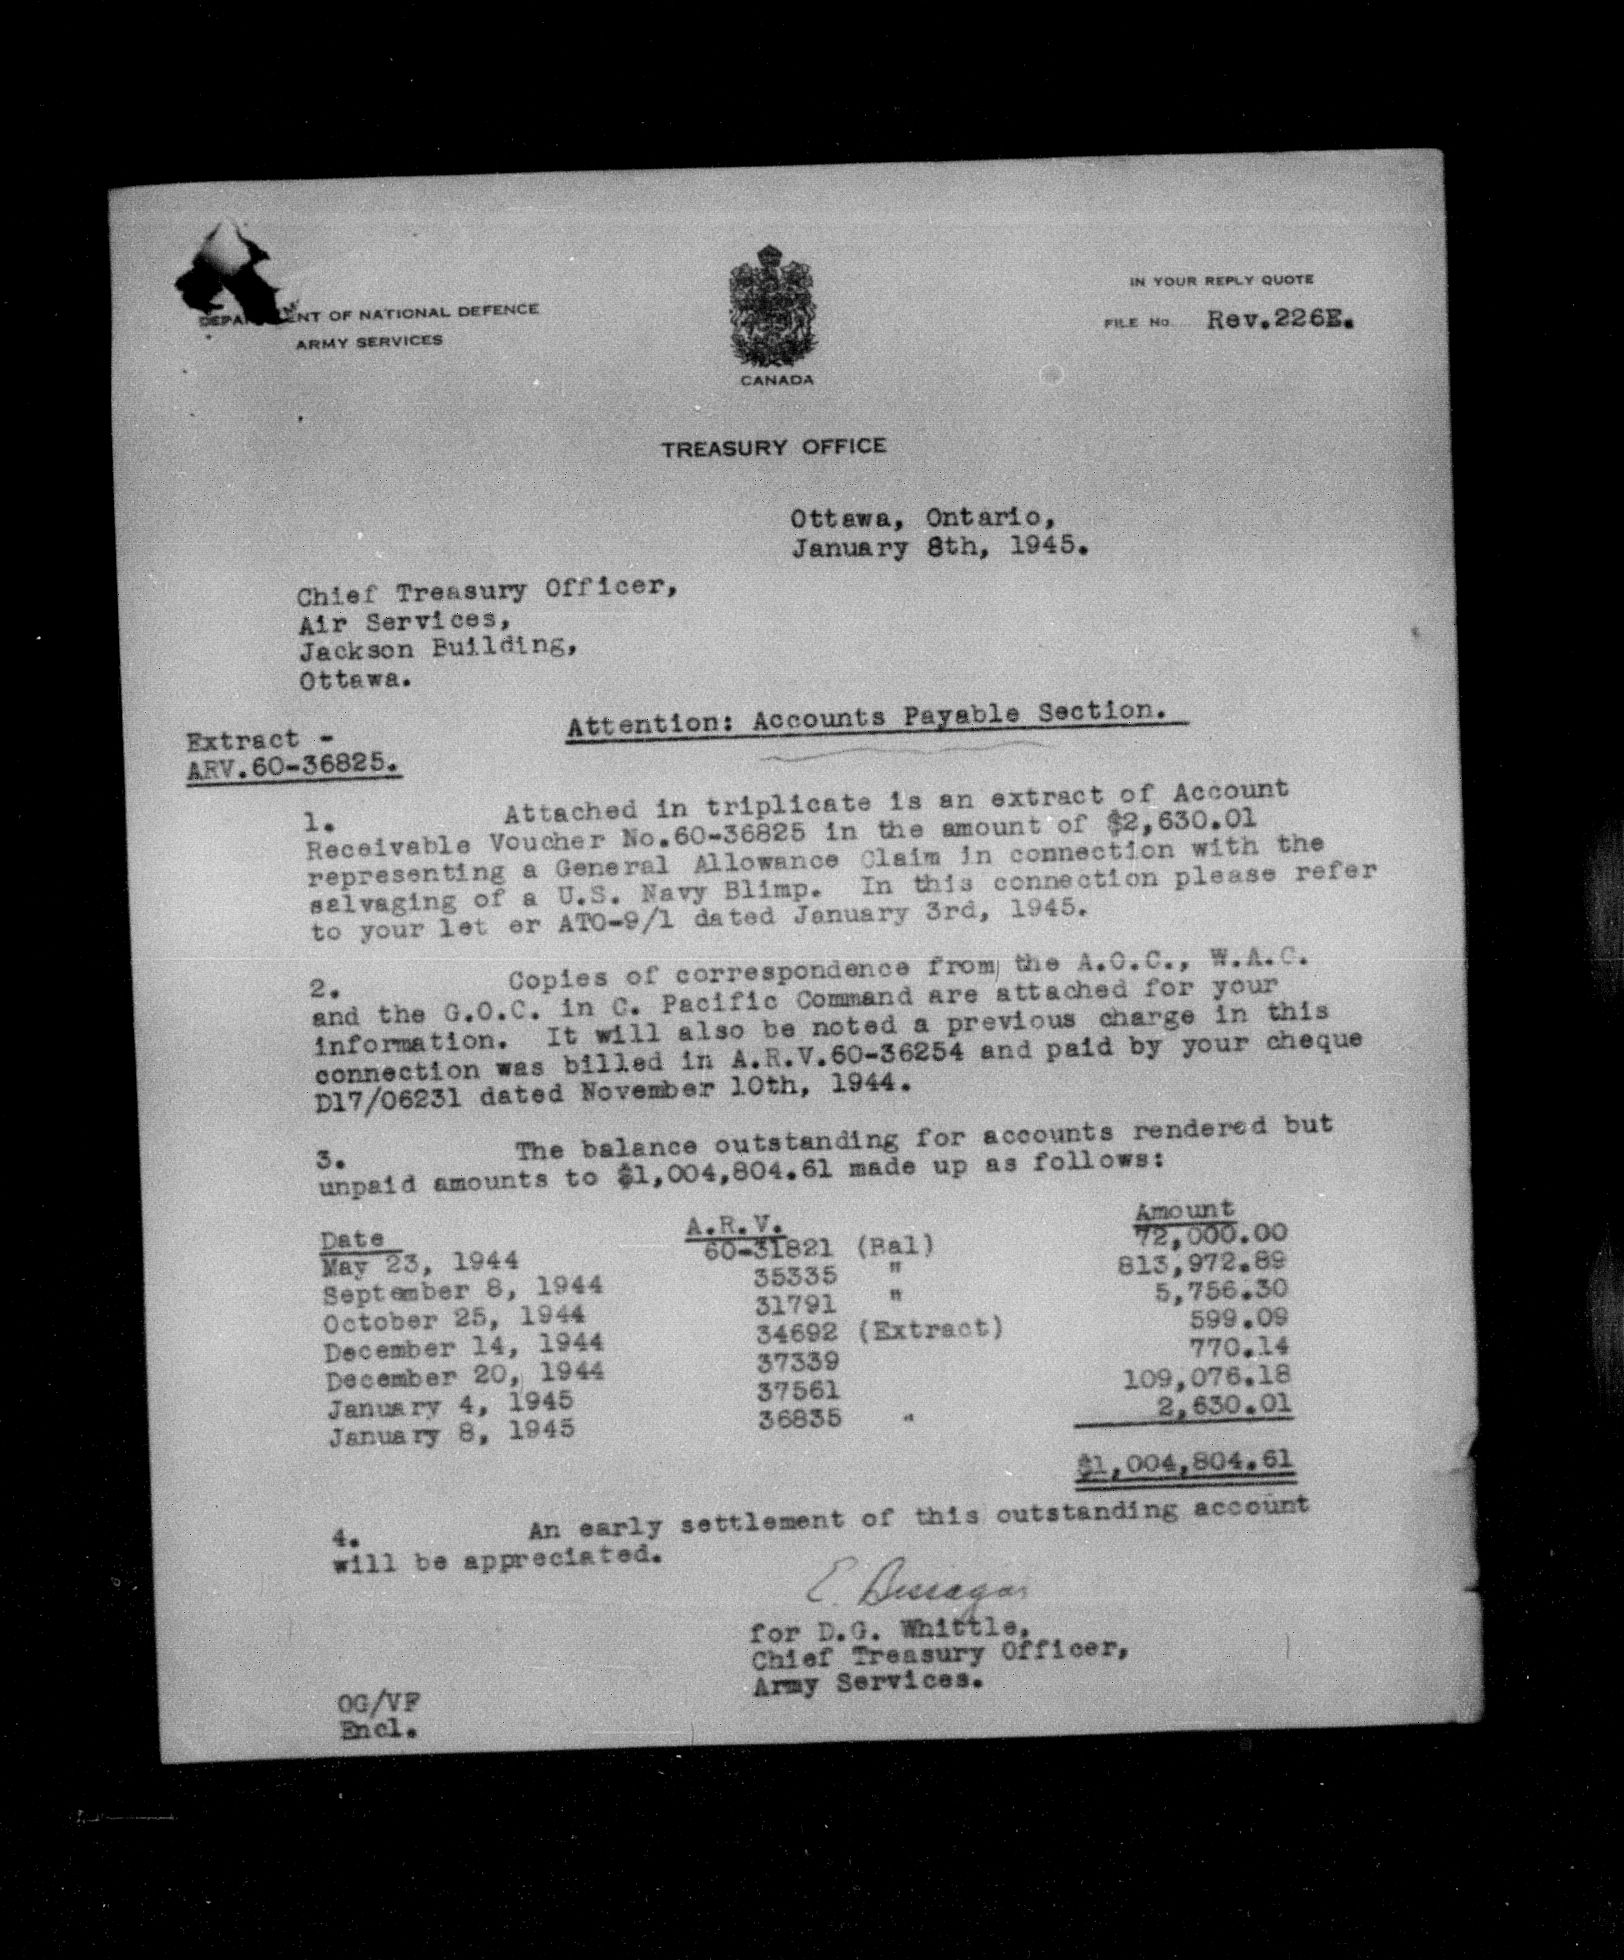 DEPARTMENT OF NATIONAL DEFENCE
ARMY SERVICES
CANADA
IN YOUR REPLY QUOTE
FILE No. Rev.226E.
TREASURY OFFICE
Ottawa, Ontario,
January 8th, 1945.
Chief Treasury Officer,
Air Services,
Jackson Building,
Ottawa.
Attention: Accounts Payable Section.
Extract -
ARV.60-36825.
1. Attached in triplicate is an extract of Account
Receivable Voucher No.60-36825 in the amount of $2,630.01
representing a General Allowance Claim in connection with the
salvaging of a U.S. Navy Blimp. In this connection please refer
to your let er ATO-9/1 dated January 3rd, 1945.
2. Copies of correspondence from the A.O.C., W.A.C.
and the G.O.C. in C. Pacific Command are attached for your
information. It will also be noted a previous charge in this
connection was billed in A.R.V.60-36254 and paid by your cheque
D17/06231 dated November 10th, 1944.
3. The balance outstanding for accounts rendered but
unpaid amounts to $1,004,804.61 made up as follows:
Date A.R.V. Amount
May 23, 1944 60-31821 (Bal) 72,000.00
September 8, 1944 35335 " 813,972.89
October 25, 1944 31791 " 5,756.30
December 14, 1944 34692 (Extract) 599.09
December 20, 1944 37339 770.14
January 4, 1945 37561 109,076.18
January 8, 1945 36835 " 2,630.01
$1,004,804.61
4. An early settlement of this outstanding account
will be appreciated.
E.
for D.G. Whittle,
Chief Treasury Officer,
Army Services.
OG/VF
Encl.